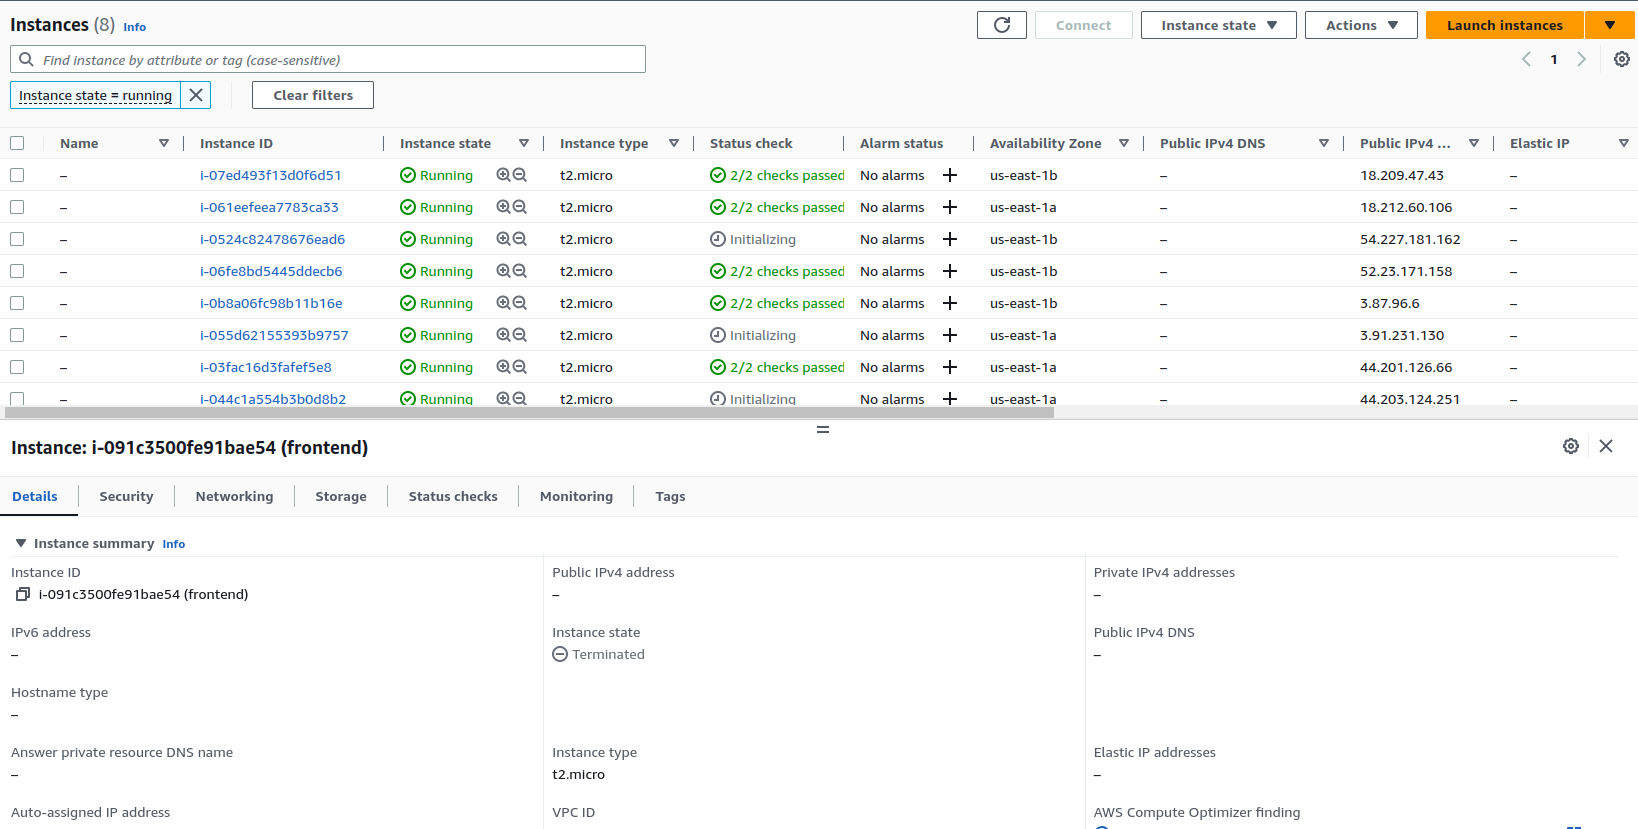 Instances (8) Info
Connect Instance state Actions Launch instances
Find Instance by attribute or tag (case-sensitive)
1
Instance state = running
Clear filters
Name Instance ID Instance state Instance type Status check Alarm status Availability Zone Public IPv4 DNS Public IPv4 ... Elastic IP
– i-07ed493f13d0f6d51 Running t2.micro 2/2 checks passed No alarms + us-east-1b – 18.209.47.43 –
– i-061eefeea7783ca33 Running t2.micro 2/2 checks passed No alarms + us-east-1a – 18.212.60.106 –
– i-0524c82478676ead6 Running t2.micro Initializing No alarms + us-east-1b – 54.227.181.162 –
– i-06fe8bd5445ddecb6 Running t2.micro 2/2 checks passed No alarms + us-east-1b – 52.23.171.158 –
– i-0b8a06fc98b11b16e Running t2.micro 2/2 checks passed No alarms + us-east-1b – 3.87.96.6 –
– i-055d62155393b9757 Running t2.micro Initializing No alarms + us-east-1a – 3.91.231.130 –
– i-03fac16d3fafef5e8 Running t2.micro 2/2 checks passed No alarms + us-east-1a – 44.201.126.66 –
– i-044c1a554b3b0d8b2 Running t2.micro Initializing No alarms + us-east-1a – 44.203.124.251 –
Instance: i-091c3500fe91bae54 (frontend)
Details Security Networking Storage Status checks Monitoring Tags
Instance summary Info
Instance ID Public IPv4 address Private IPv4 addresses
i-091c3500fe91bae54 (frontend) – –
IPv6 address Instance state Public IPv4 DNS
– Terminated –
Hostname type
–
Answer private resource DNS name Instance type Elastic IP addresses
– t2.micro –
Auto-assigned IP address VPC ID AWS Compute Optimizer finding